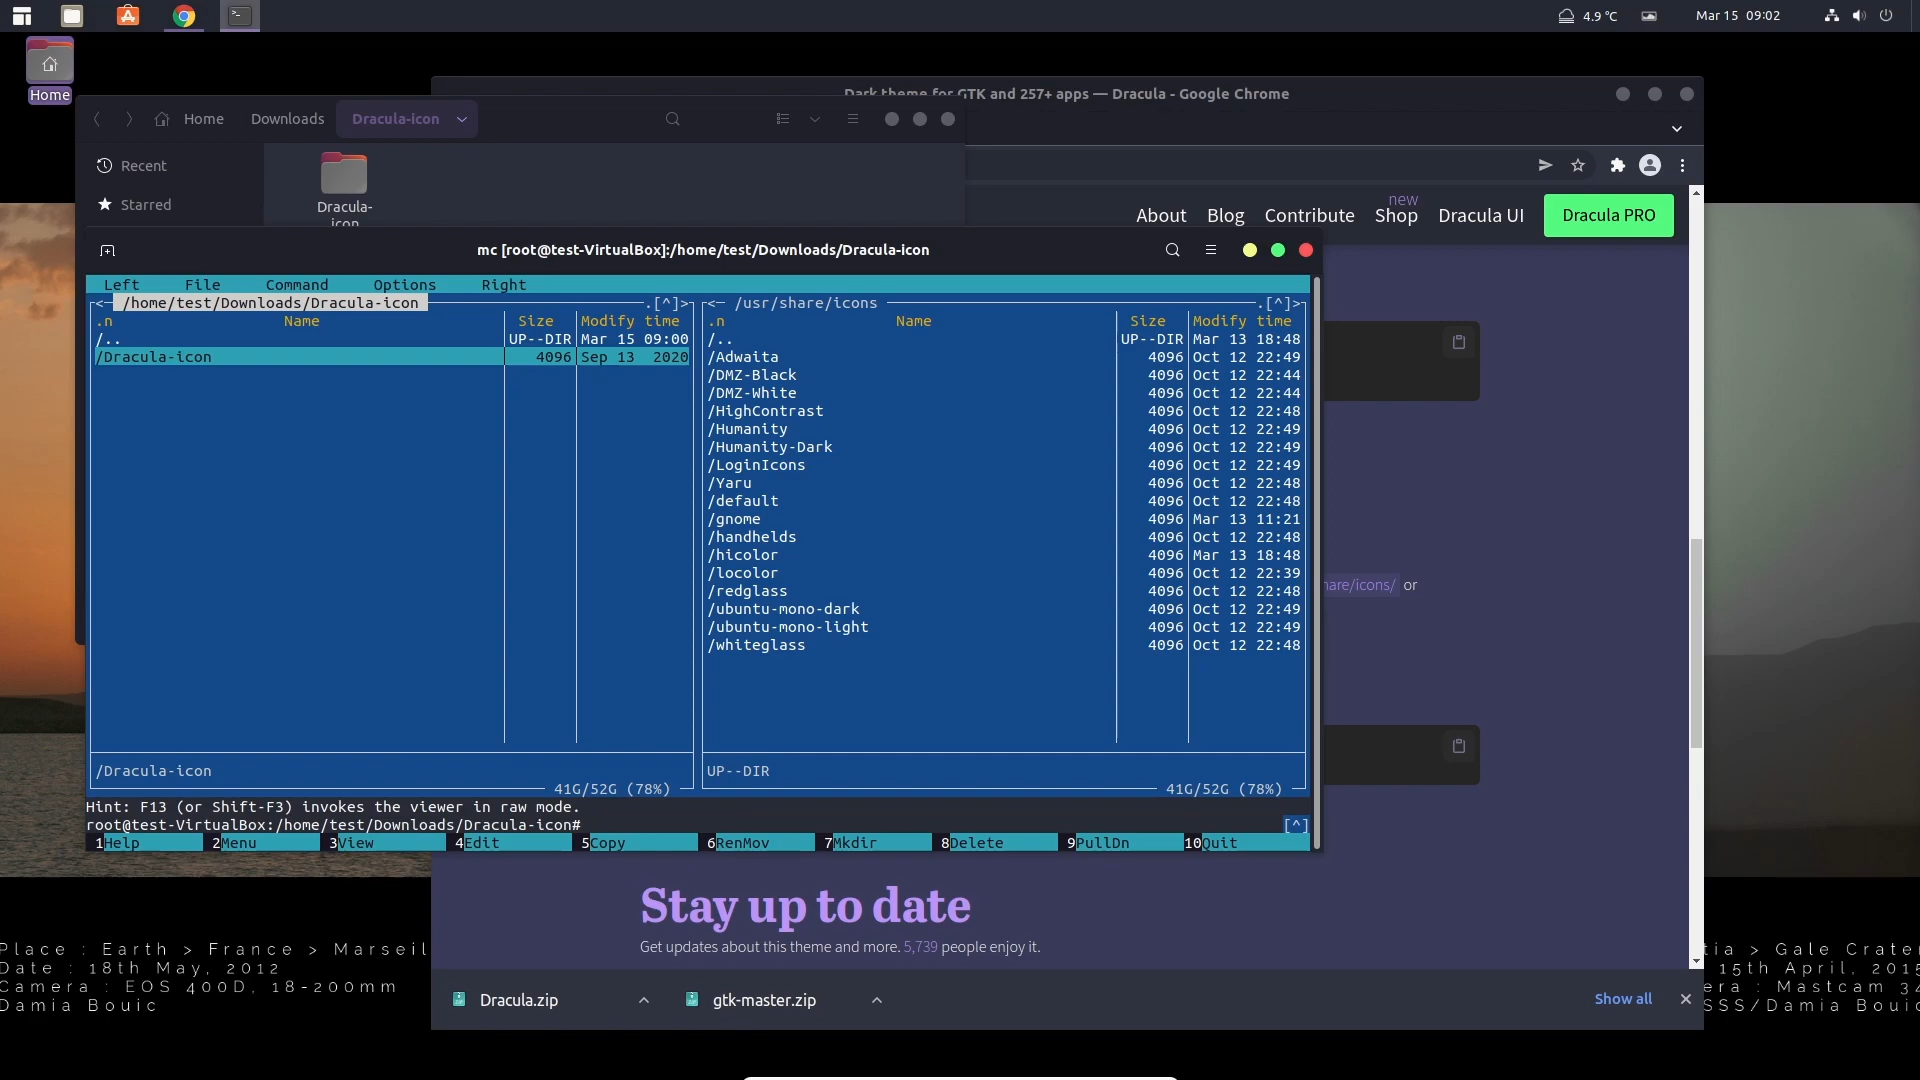 4.9 °C
Mar 15 09:02
Home
Dark theme for GTK and 257+ apps — Dracula - Google Chrome
Home
Downloads
Dracula-icon
Recent
Starred
Dracula-
icon
new
About
Blog
Contribute
Shop
Dracula UI
Dracula PRO
mc [root@test-VirtualBox]:/home/test/Downloads/Dracula-icon
Left File Command Options Right
<─ /home/test/Downloads/Dracula-icon .[^]>
.n Name Size Modify time
/.. UP--DIR Mar 15 09:00
/Dracula-icon 4096 Sep 13 2020
/Dracula-icon
41G/52G (78%)
<─ /usr/share/icons .[^]>
.n Name Size Modify time
/.. UP--DIR Mar 13 18:48
/Adwaita 4096 Oct 12 22:49
/DMZ-Black 4096 Oct 12 22:44
/DMZ-White 4096 Oct 12 22:44
/HighContrast 4096 Oct 12 22:48
/Humanity 4096 Oct 12 22:49
/Humanity-Dark 4096 Oct 12 22:49
/LoginIcons 4096 Oct 12 22:49
/Yaru 4096 Oct 12 22:48
/default 4096 Oct 12 22:48
/gnome 4096 Mar 13 11:21
/handhelds 4096 Oct 12 22:48
/hicolor 4096 Mar 13 18:48
/locolor 4096 Oct 12 22:39
/redglass 4096 Oct 12 22:48
/ubuntu-mono-dark 4096 Oct 12 22:49
/ubuntu-mono-light 4096 Oct 12 22:49
/whiteglass 4096 Oct 12 22:48
UP--DIR
41G/52G (78%)
Hint: F13 (or Shift-F3) invokes the viewer in raw mode.
root@test-VirtualBox:/home/test/Downloads/Dracula-icon# [^]
1Help 2Menu 3View 4Edit 5Copy 6RenMov 7Mkdir 8Delete 9PullDn 10Quit
are/icons/ or
Stay up to date
Get updates about this theme and more. 5,739 people enjoy it.
Dracula.zip
gtk-master.zip
Show all
Place : Earth > France > Marseil
Date : 18th May, 2012
Camera : EOS 400D, 18-200mm
Damia Bouic
tia > Gale Crater
15th April, 2015
era : Mastcam 34
SSS/Damia Bouic